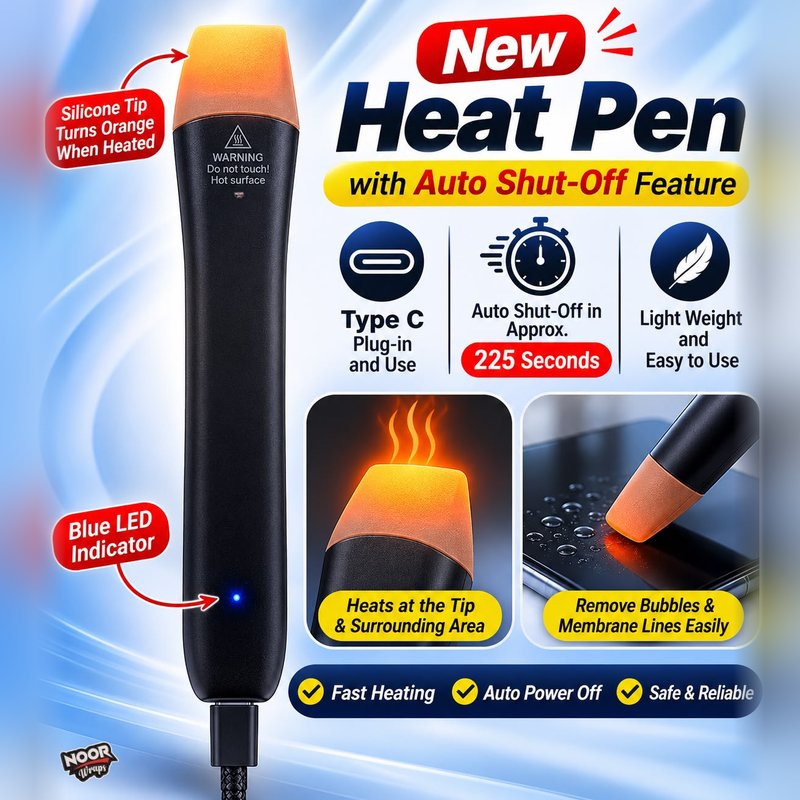 New
Heat Pen
with Auto Shut-Off Feature
Silicone Tip
Turns Orange
When Heated
WARNING
Do not touch!
Hot surface
Type C
Plug-in
and Use
Auto Shut-Off in
Approx.
225 Seconds
Light Weight
and
Easy to Use
Blue LED
Indicator
Heats at the Tip
& Surrounding Area
Remove Bubbles &
Membrane Lines Easily
Fast Heating
Auto Power Off
Safe & Reliable
NOOR
Wraps